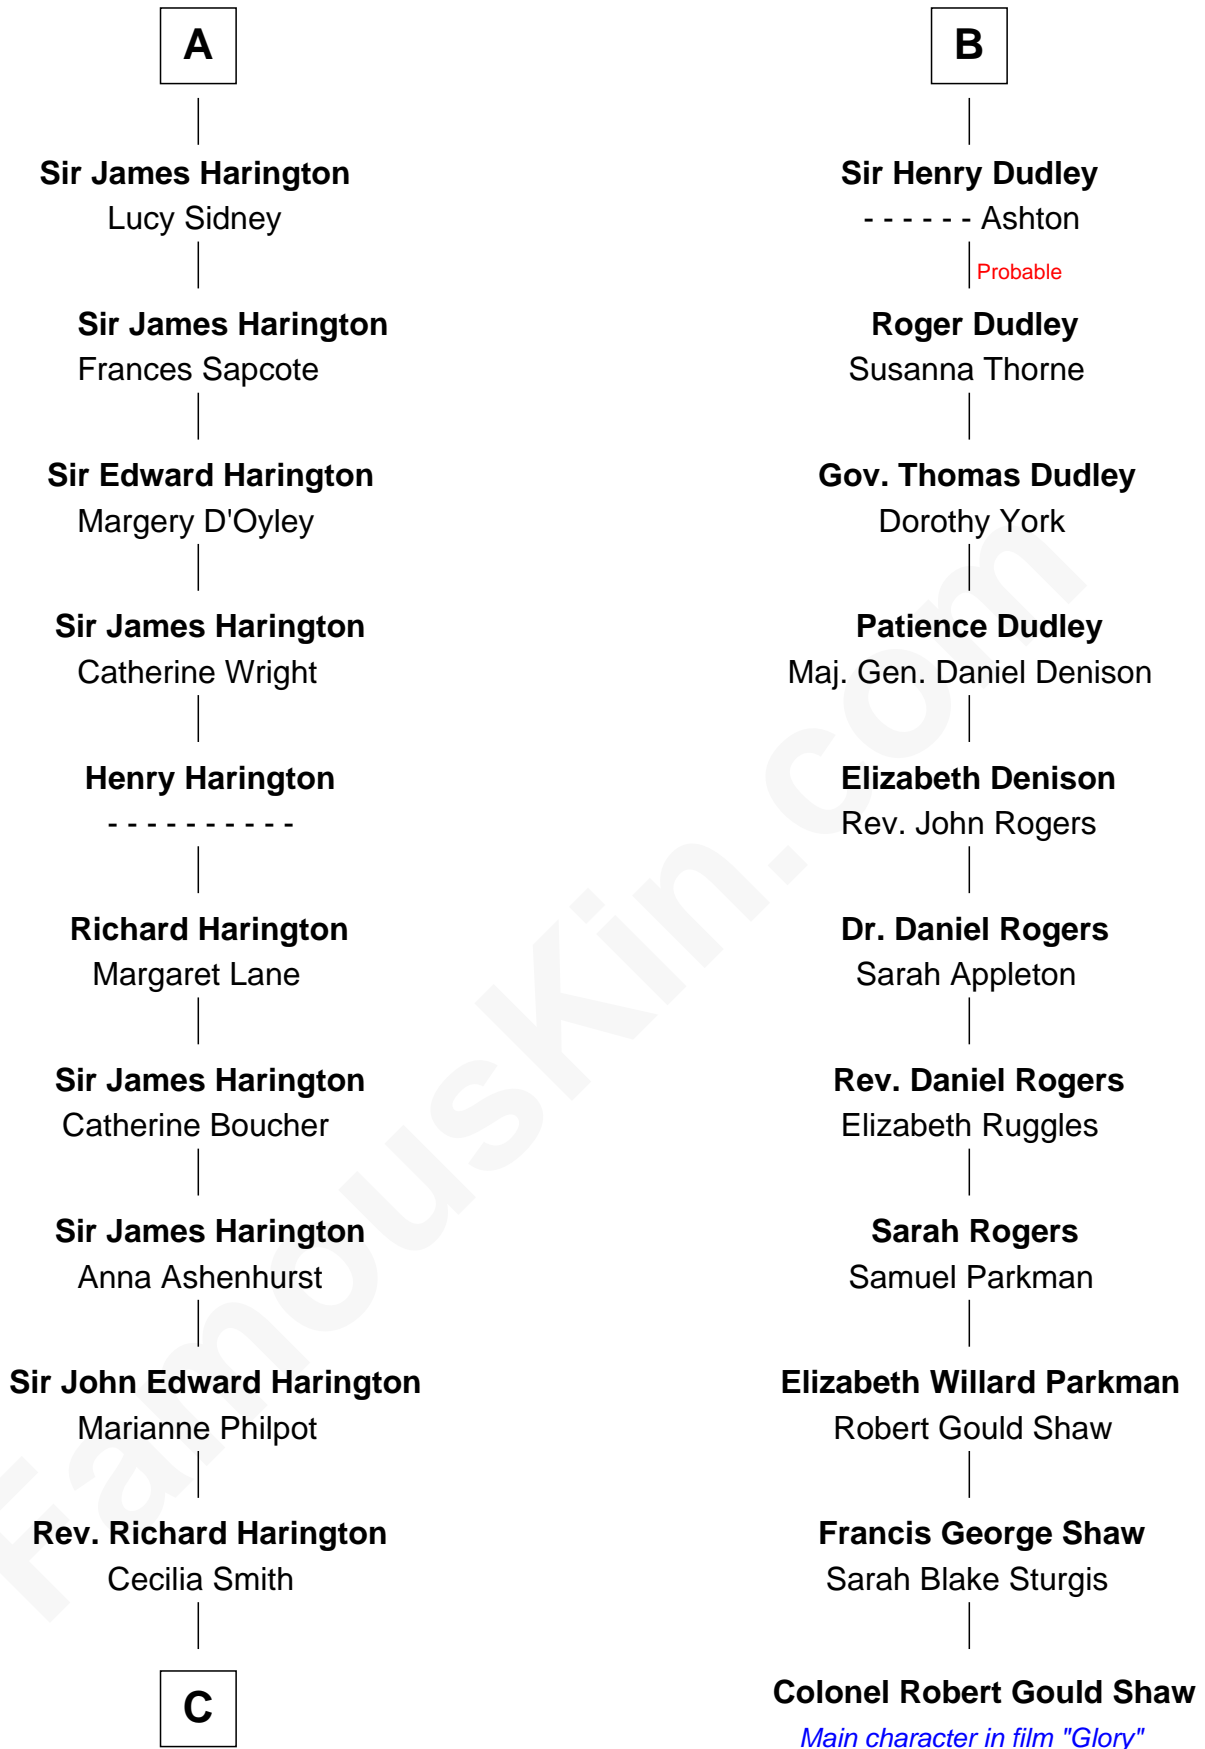 A
Sir James Harington
Lucy Sidney
Sir James Harington
Frances Sapcote
Sir Edward Harington
Margery D'Oyley
Sir James Harington
Catherine Wright
Henry Harington
- - - - - - - - - -
Richard Harington
Margaret Lane
Sir James Harington
Catherine Boucher
Sir James Harington
Anna Ashenhurst
Sir John Edward Harington
Marianne Philpot
Rev. Richard Harington
Cecilia Smith
C
B
Sir Henry Dudley
- - - - - - Ashton
Probable
Roger Dudley
Susanna Thorne
Gov. Thomas Dudley
Dorothy York
Patience Dudley
Maj. Gen. Daniel Denison
Elizabeth Denison
Rev. John Rogers
Dr. Daniel Rogers
Sarah Appleton
Rev. Daniel Rogers
Elizabeth Ruggles
Sarah Rogers
Samuel Parkman
Elizabeth Willard Parkman
Robert Gould Shaw
Francis George Shaw
Sarah Blake Sturgis
Colonel Robert Gould Shaw
Main character in film "Glory"
FamousKin.com